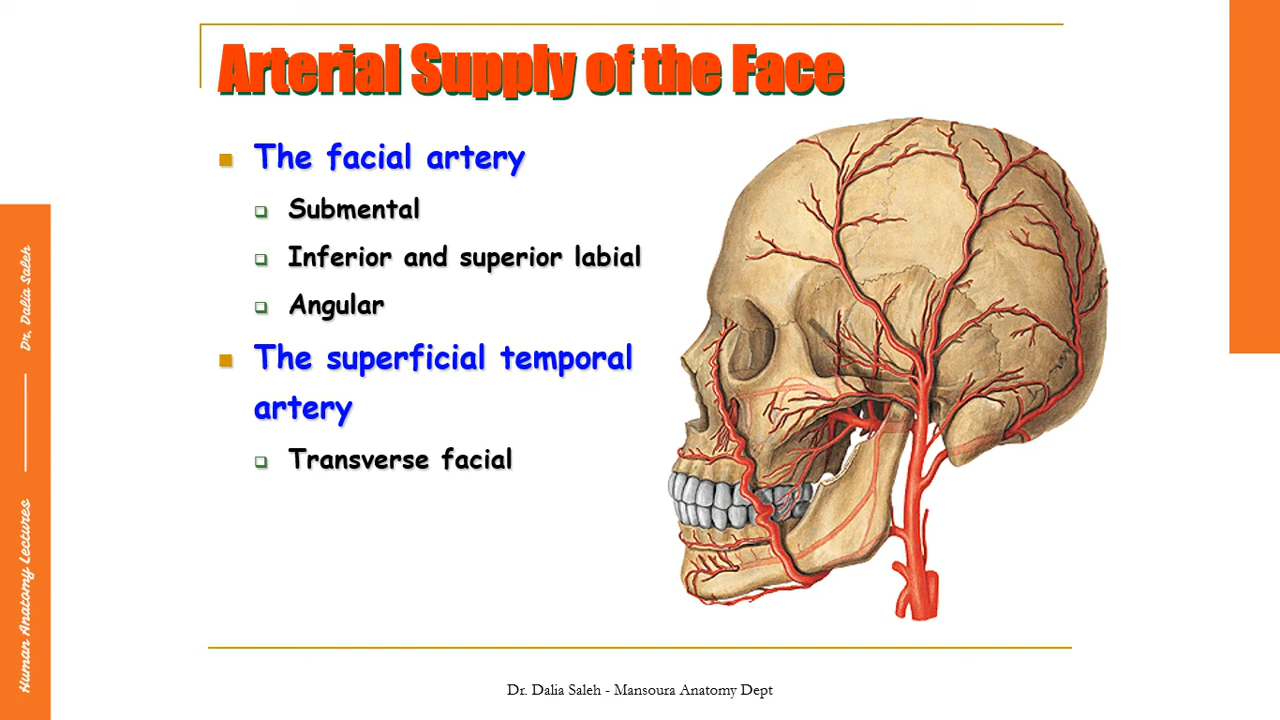 Arterial Supply of the Face
The facial artery
Submental
Inferior and superior labial
Angular
The superficial temporal
artery
Transverse facial
Human Anatomy Lectures
Dr. Dalia Saleh
Dr. Dalia Saleh - Mansoura Anatomy Dept